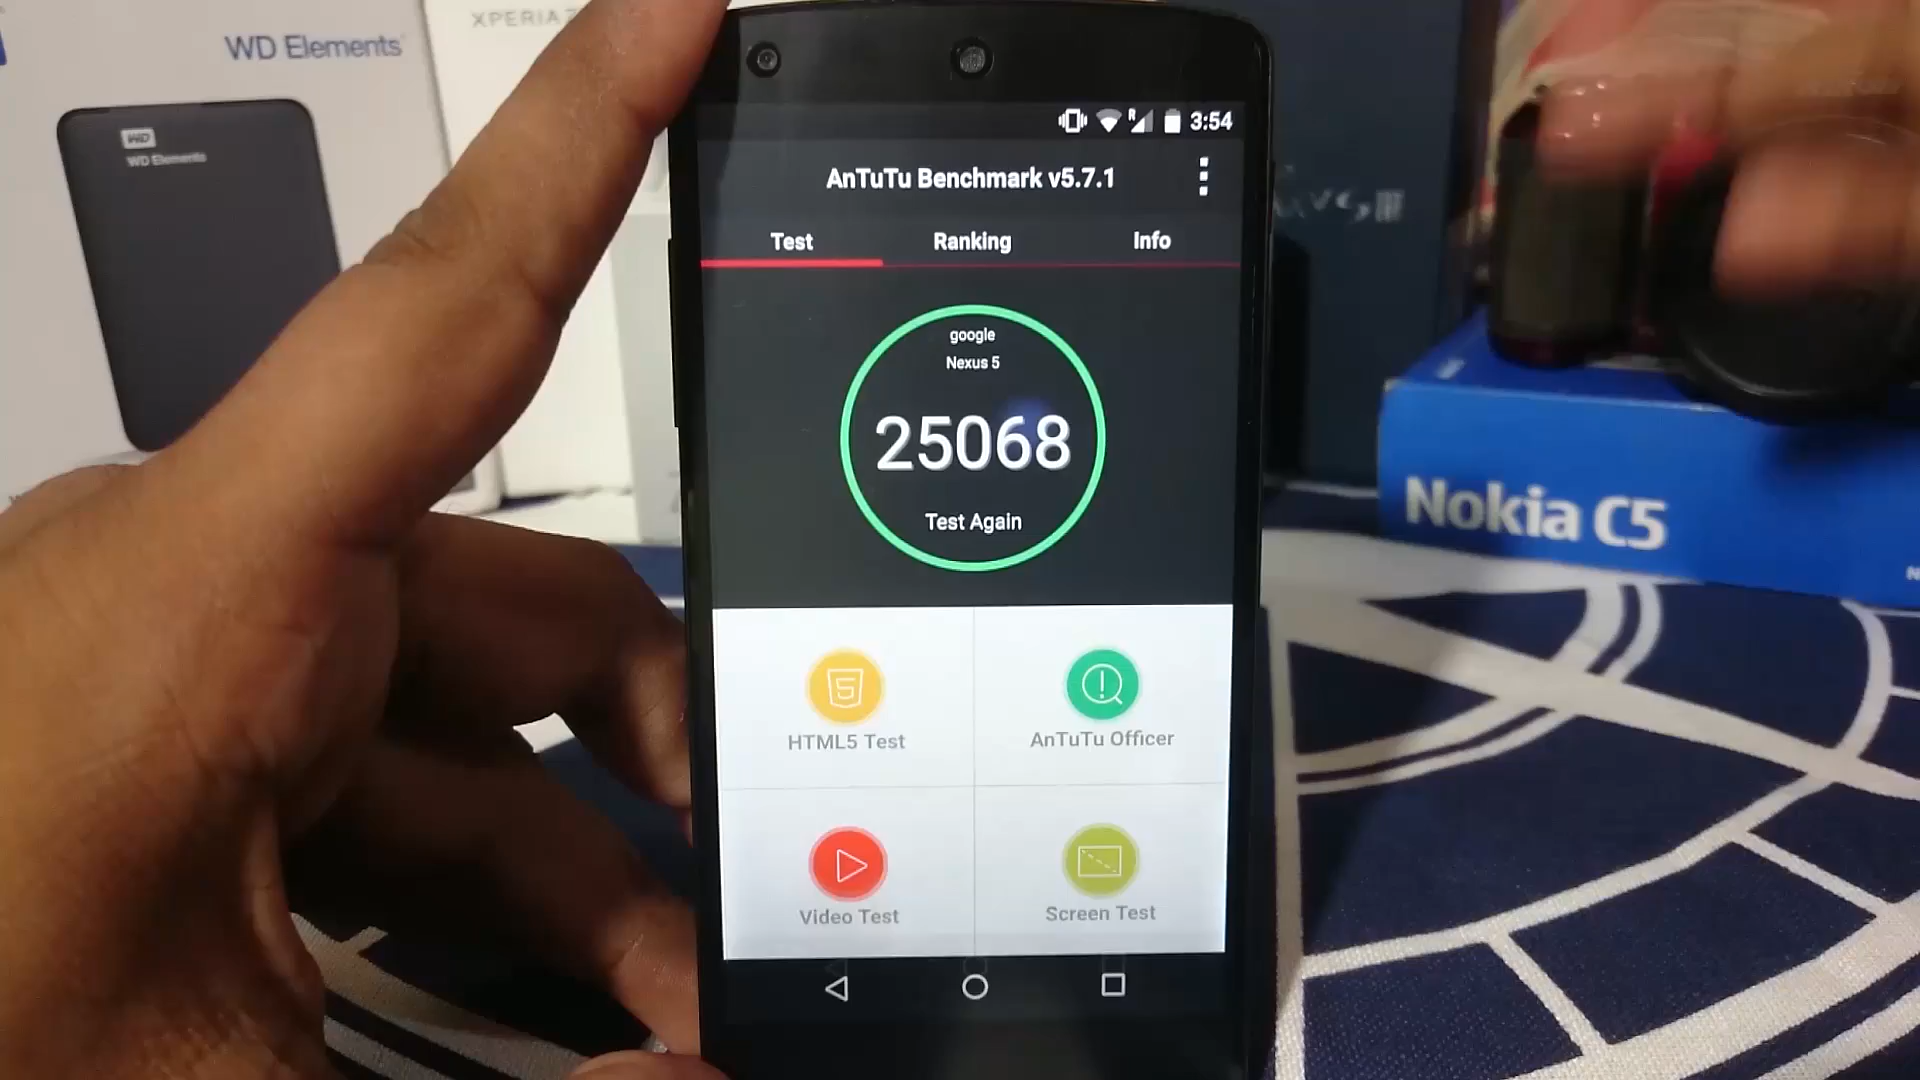 WD Elements
XPERIA Z
WD
WD Elements
R
3:54
AnTuTu Benchmark v5.7.1
Test
Ranking
Info
google
Nexus 5
25068
Test Again
5
HTML5 Test
AnTuTu Officer
Video Test
Screen Test
Nokia C5
N